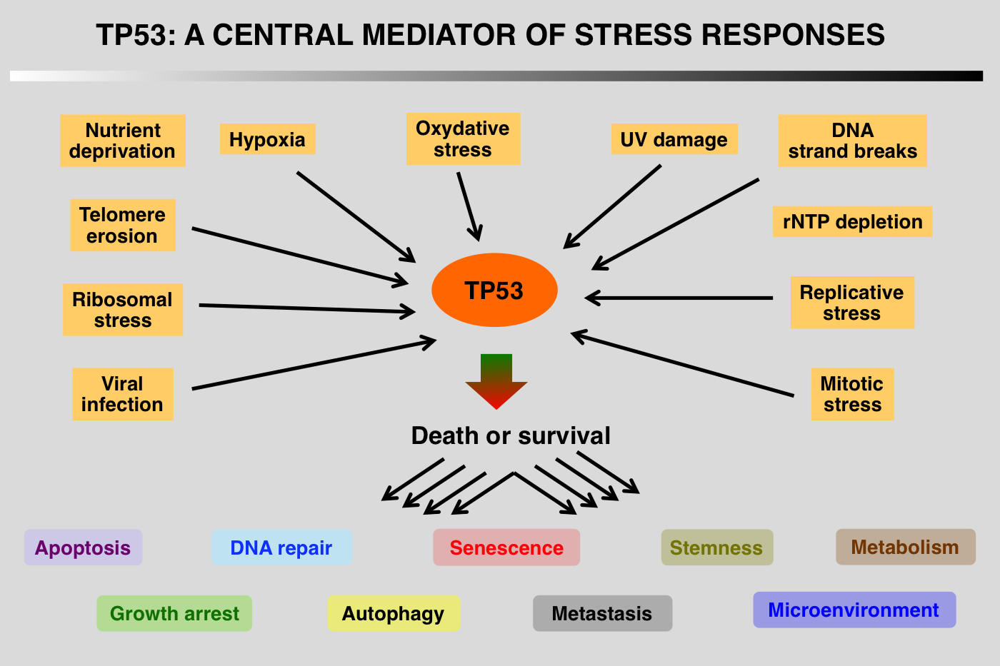 TP53: A CENTRAL MEDIATOR OF STRESS RESPONSES
Nutrient
deprivation
Hypoxia
Oxydative
stress
UV damage
DNA
strand breaks
Telomere
erosion
rNTP depletion
Ribosomal
stress
TP53
Replicative
stress
Viral
infection
Mitotic
stress
Death or survival
Apoptosis
DNA repair
Senescence
Stemness
Metabolism
Growth arrest
Autophagy
Metastasis
Microenvironment